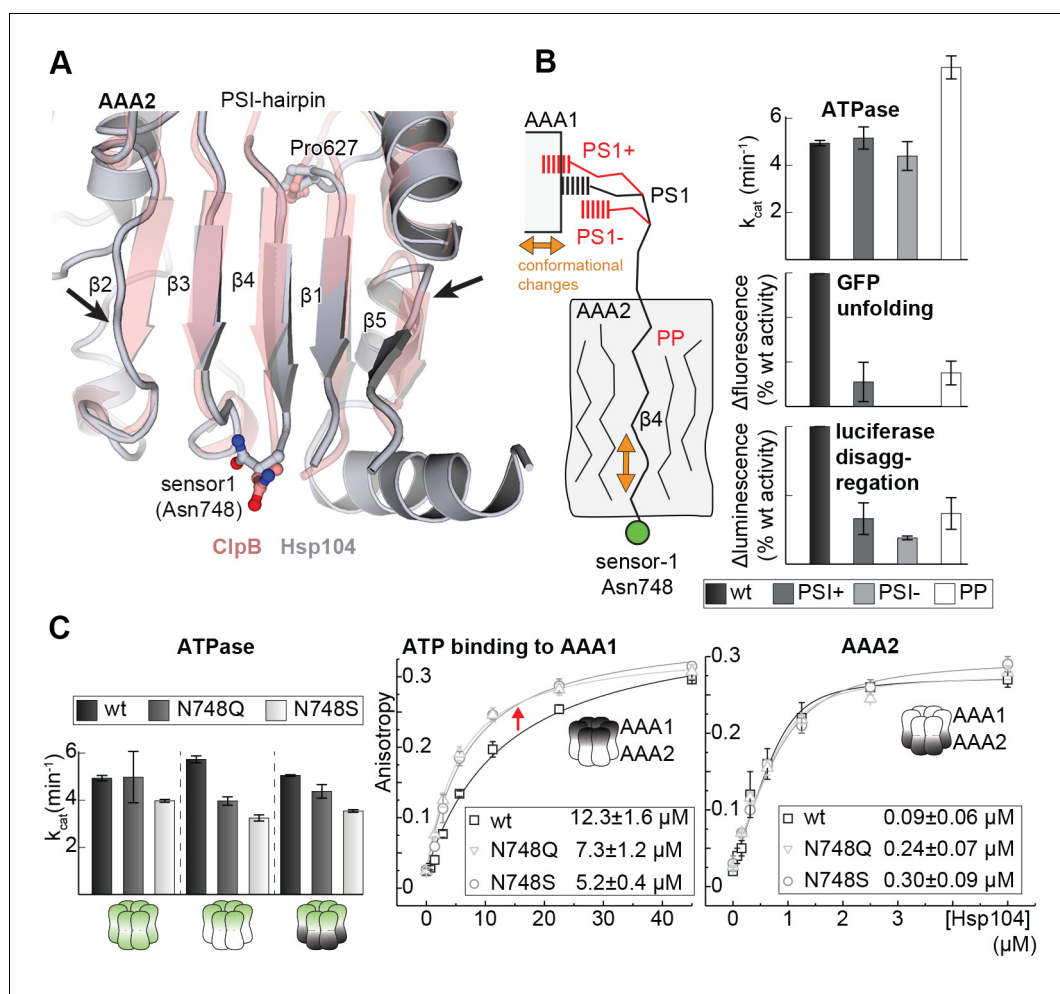 A
AAA2
PSI-hairpin
Pro627
β2
β3
β4
β1
β5
sensor1
(Asn748)
ClpB Hsp104
B
AAA1
PS1+
PS1
PS1-
conformational
changes
AAA2
PP
β4
sensor-1
Asn748
ATPase
6
4
2
kcat (min-1)
GFP
unfolding
Δfluorescence
(% wt activity)
luciferase
disagg-
regation
Δluminescence
(% wt activity)
wt PSI+ PSI- PP
C
ATPase
wt N748Q N748S
6
4
2
kcat (min-1)
ATP binding to AAA1
Anisotropy
0.3
0.2
0.1
0
AAA1
AAA2
wt 12.3±1.6 µM
N748Q 7.3±1.2 µM
N748S 5.2±0.4 µM
0 10 20 30 40
AAA2
0.3
0.2
0.1
0
AAA1
AAA2
wt 0.09±0.06 µM
N748Q 0.24±0.07 µM
N748S 0.30±0.09 µM
0 1 2 3 [Hsp104]
(µM)